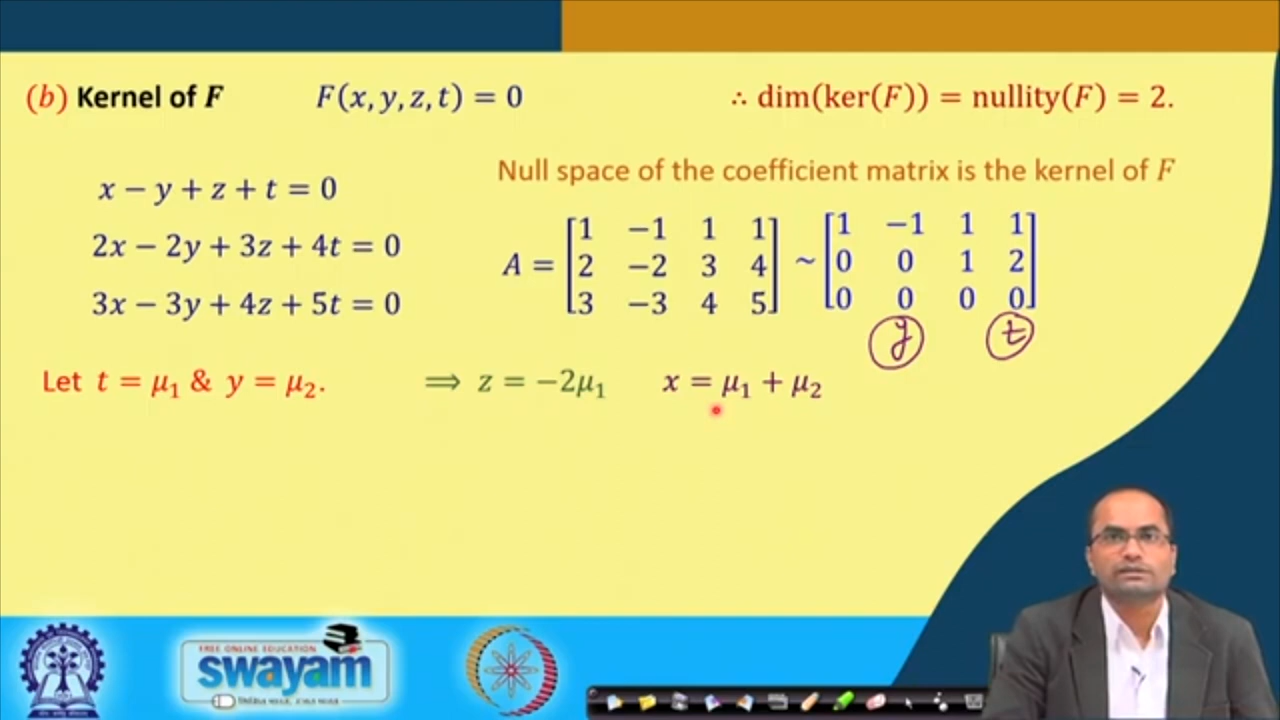 (b) Kernel of F F(x, y, z, t) = 0 ∴ dim(ker(F)) = nullity(F) = 2.
Null space of the coefficient matrix is the kernel of F
x − y + z + t = 0
2x − 2y + 3z + 4t = 0
3x − 3y + 4z + 5t = 0
A = [1 −1 1 1] ~ [1 −1 1 1]
[2 −2 3 4] [0 0 1 2]
[3 −3 4 5] [0 0 0 0]
y t
Let t = μ₁ & y = μ₂. ⟹ z = −2μ₁ x = μ₁ + μ₂
FREE ONLINE EDUCATION
swayam